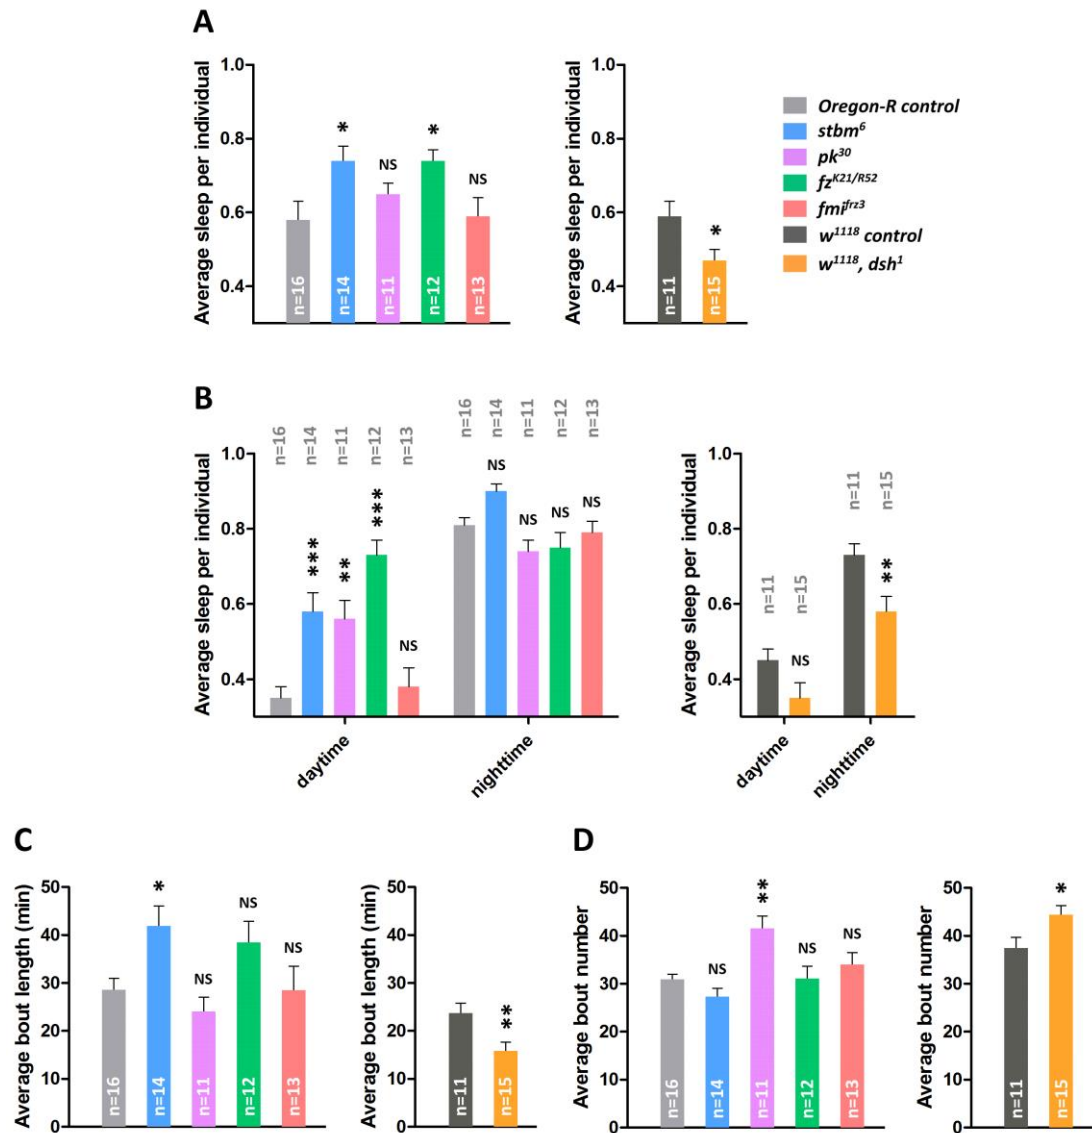 A
Average sleep per individual
1.0
0.8
0.6
0.4
*
NS
*
NS
n=16
n=14
n=11
n=12
n=13
Average sleep per individual
1.0
0.8
0.6
0.4
*
n=11
n=15
Oregon-R control
stbm⁶
pk³⁰
fz^K21/R52
fmi^frz3
w¹¹¹⁸ control
w¹¹¹⁸, dsh¹
B
Average sleep per individual
1.0
0.8
0.6
0.4
n=16
n=14
n=11
n=12
n=13
***
**
***
NS
n=16
n=14
n=11
n=12
n=13
NS
NS
NS
NS
daytime
nighttime
Average sleep per individual
1.0
0.8
0.6
0.4
n=11
n=15
NS
n=11
n=15
**
daytime
nighttime
C
Average bout length (min)
50
40
30
20
10
0
*
NS
NS
NS
n=16
n=14
n=11
n=12
n=13
Average bout length (min)
50
40
30
20
10
0
**
n=11
n=15
D
Average bout number
50
40
30
20
10
0
NS
**
NS
NS
n=16
n=14
n=11
n=12
n=13
Average bout number
50
40
30
20
10
0
*
n=11
n=15